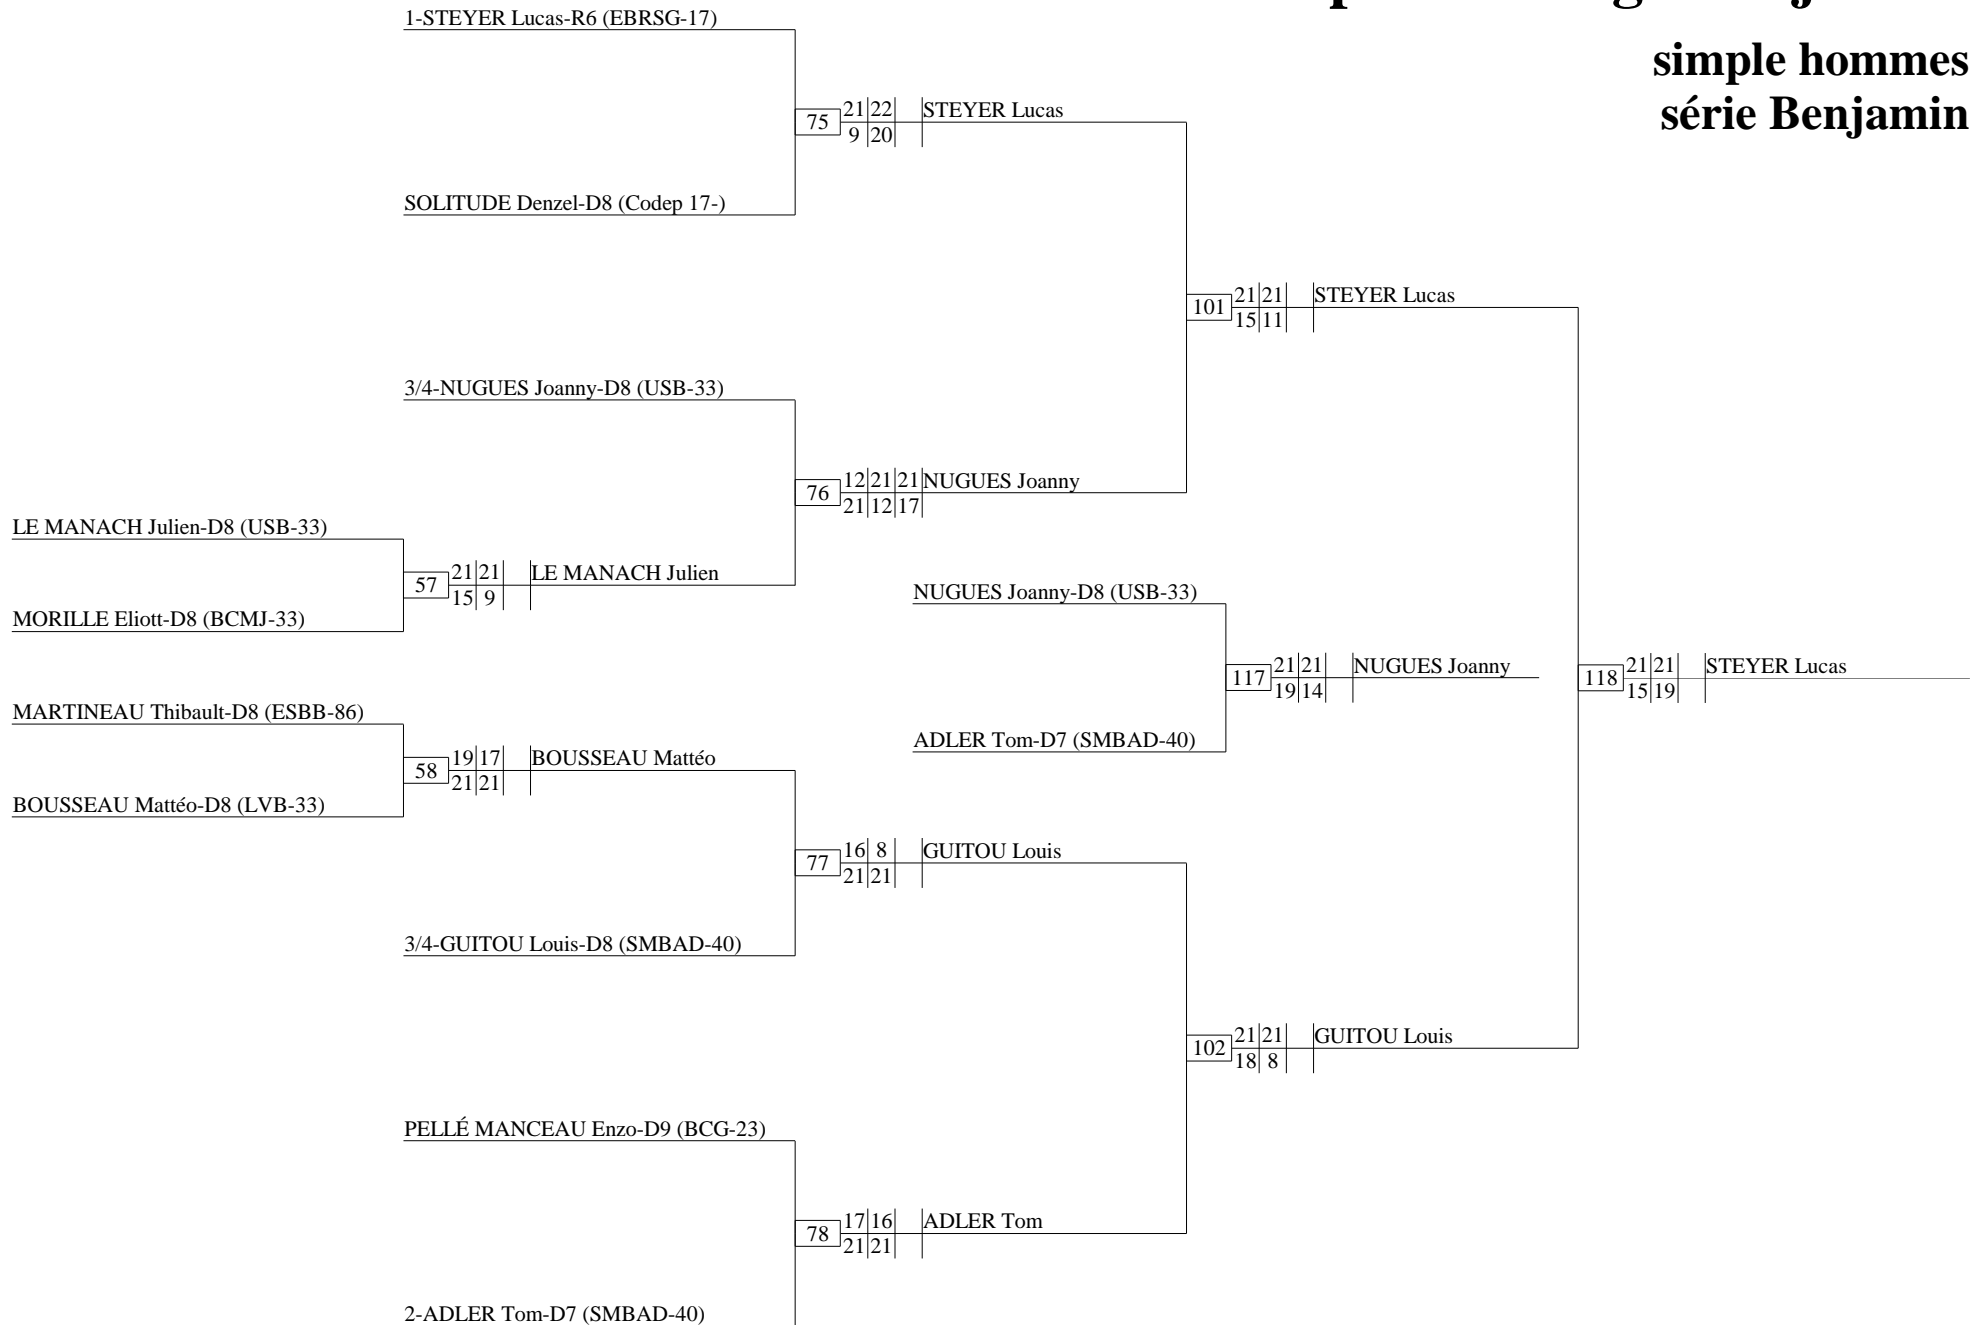 simple hommes
série Benjamin
1-STEYER Lucas-R6 (EBRSG-17)
75
21 22
9 20
STEYER Lucas
SOLITUDE Denzel-D8 (Codep 17-)
101
21 21
15 11
STEYER Lucas
3/4-NUGUES Joanny-D8 (USB-33)
76
12 21 21
21 12 17
NUGUES Joanny
LE MANACH Julien-D8 (USB-33)
57
21 21
15 9
LE MANACH Julien
MORILLE Eliott-D8 (BCMJ-33)
NUGUES Joanny-D8 (USB-33)
117
21 21
19 14
NUGUES Joanny
ADLER Tom-D7 (SMBAD-40)
118
21 21
15 19
STEYER Lucas
MARTINEAU Thibault-D8 (ESBB-86)
58
19 17
21 21
BOUSSEAU Mattéo
BOUSSEAU Mattéo-D8 (LVB-33)
77
16 8
21 21
GUITOU Louis
3/4-GUITOU Louis-D8 (SMBAD-40)
102
21 21
18 8
GUITOU Louis
PELLÉ MANCEAU Enzo-D9 (BCG-23)
78
17 16
21 21
ADLER Tom
2-ADLER Tom-D7 (SMBAD-40)